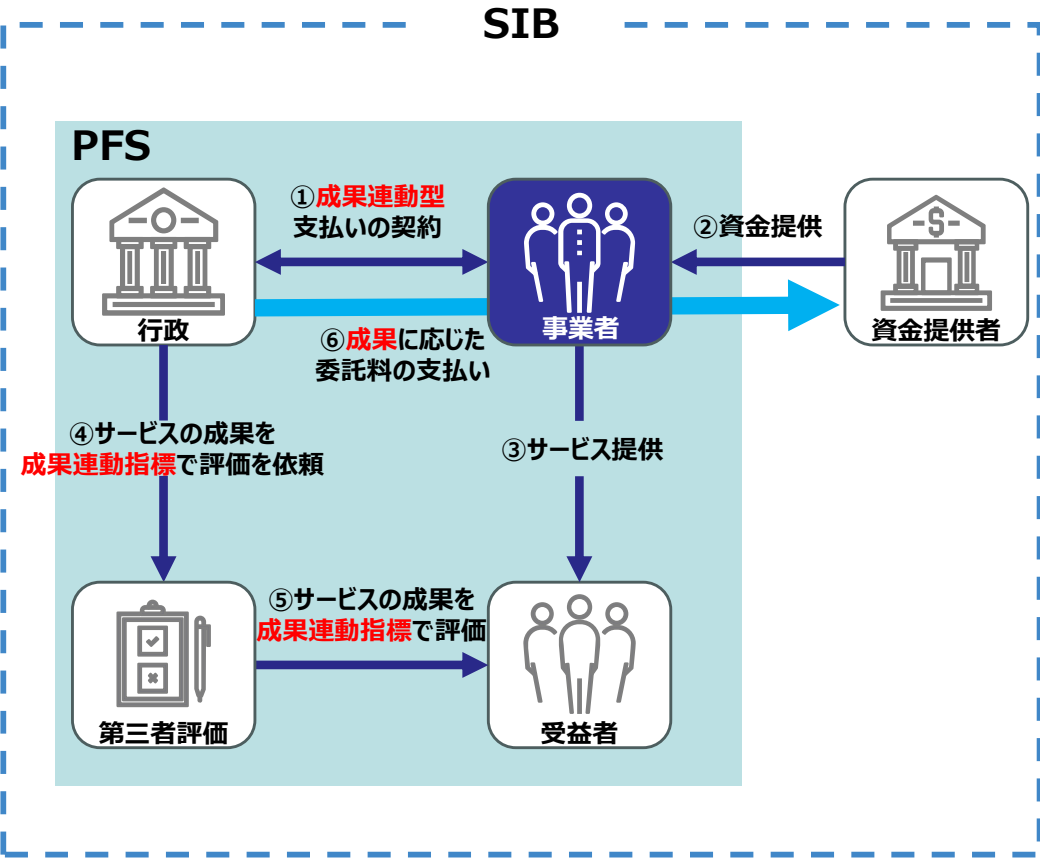 SIB
PFS
①成果連動型
支払いの契約
②資金提供
行政
事業者
資金提供者
⑥成果に応じた
委託料の支払い
④サービスの成果を
成果連動指標で評価を依頼
③サービス提供
⑤サービスの成果を
成果連動指標で評価
第三者評価
受益者